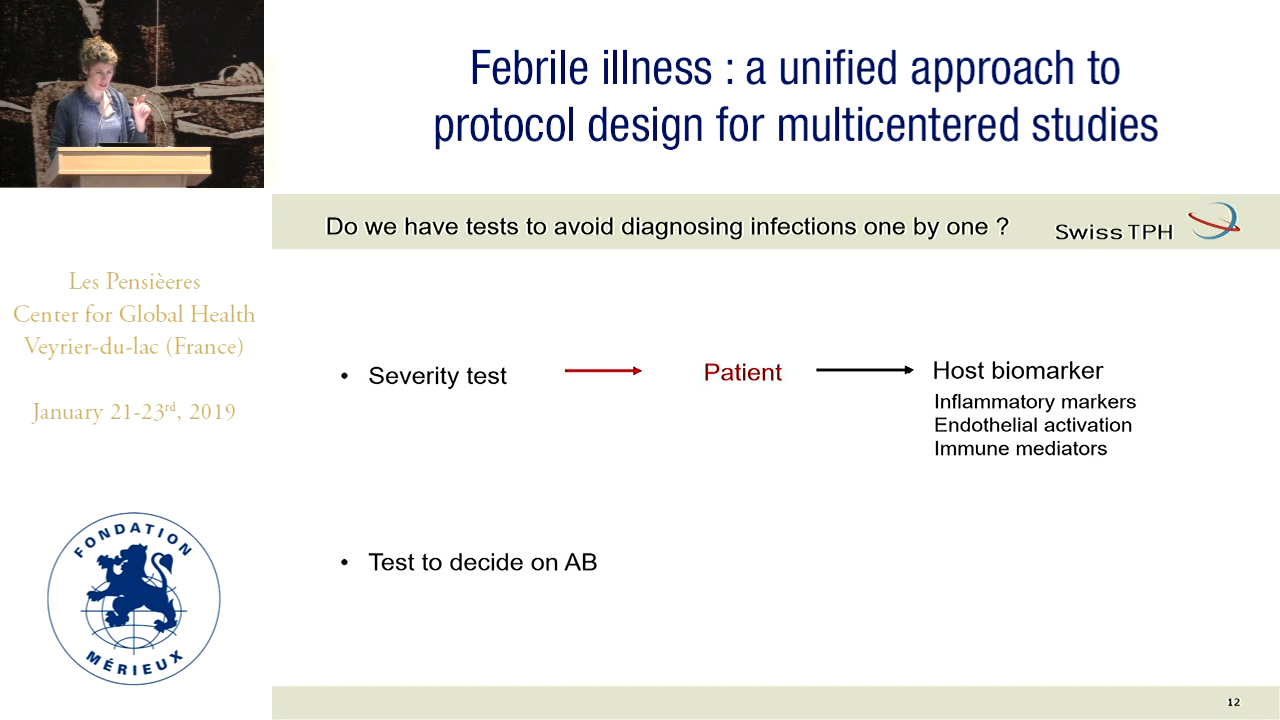 Febrile illness : a unified approach to
protocol design for multicentered studies
Do we have tests to avoid diagnosing infections one by one ?
Swiss TPH
Les Pensièeres
Center for Global Health
Veyrier-du-lac (France)
January 21-23rd, 2019
• Severity test
Patient
Host biomarker
Inflammatory markers
Endothelial activation
Immune mediators
• Test to decide on AB
FONDATION
MÉRIEUX
12